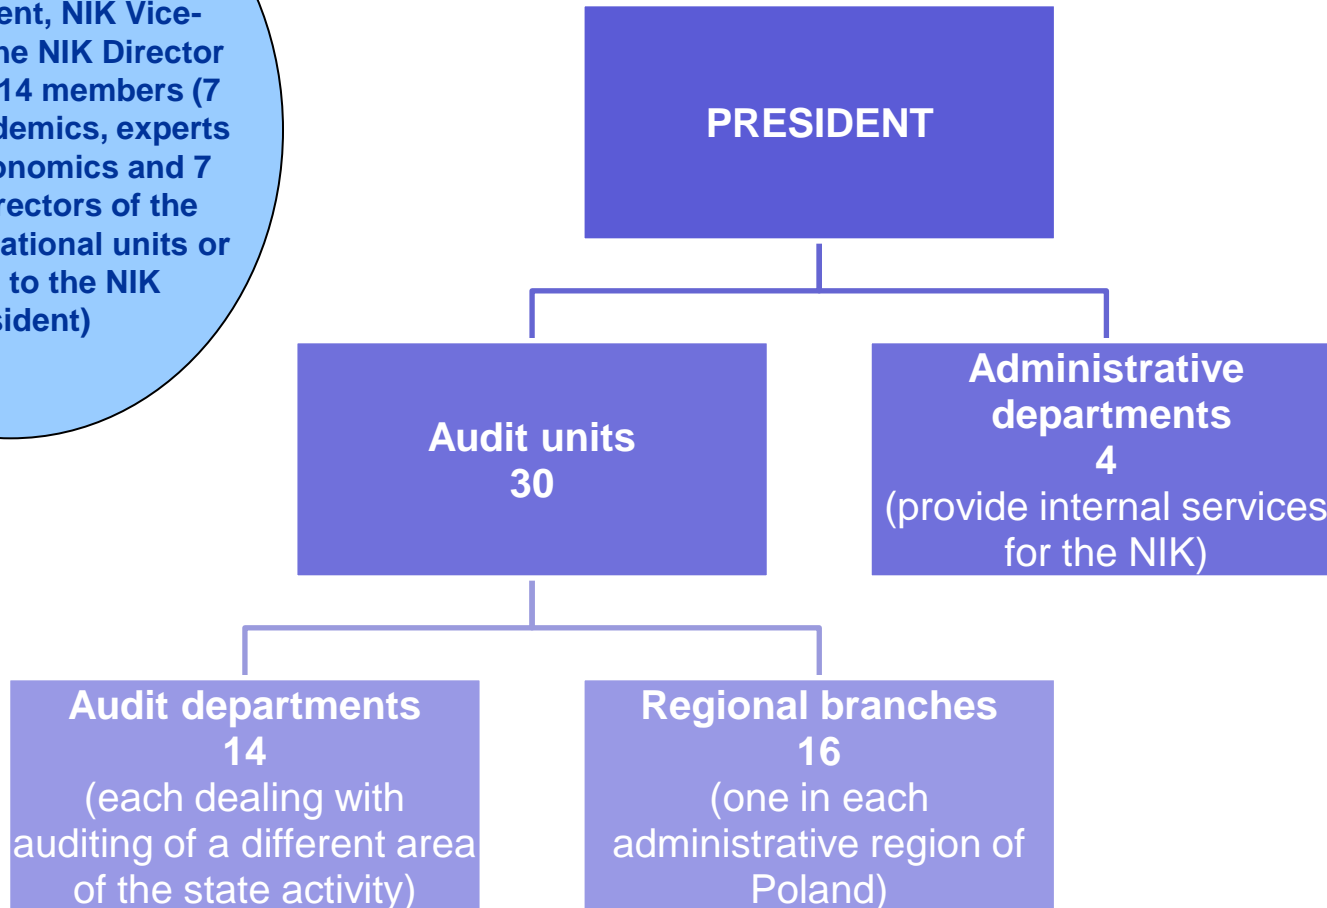 ent, NIK Vice-
he NIK Director
14 members (7
demics, experts
onomics and 7
rectors of the
ational units or
to the NIK
sident)
PRESIDENT
Audit units
30
Administrative
departments
4
(provide internal services
for the NIK)
Audit departments
14
(each dealing with
auditing of a different area
of the state activity)
Regional branches
16
(one in each
administrative region of
Poland)